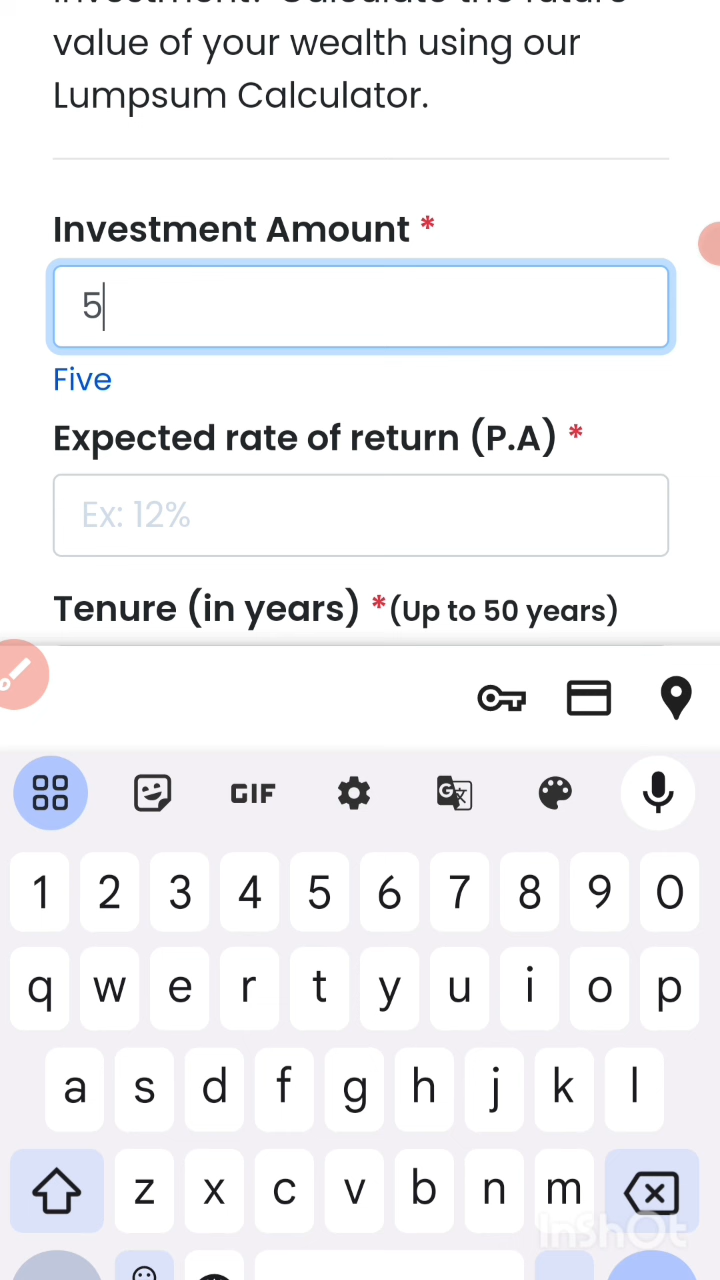 value of your wealth using our
Lumpsum Calculator.
Investment Amount *
5
Five
Expected rate of return (P.A) *
Ex: 12%
Tenure (in years) *(Up to 50 years)
GIF
1 2 3 4 5 6 7 8 9 0
q w e r t y u i o p
a s d f g h j k l
z x c v b n m
InShOt